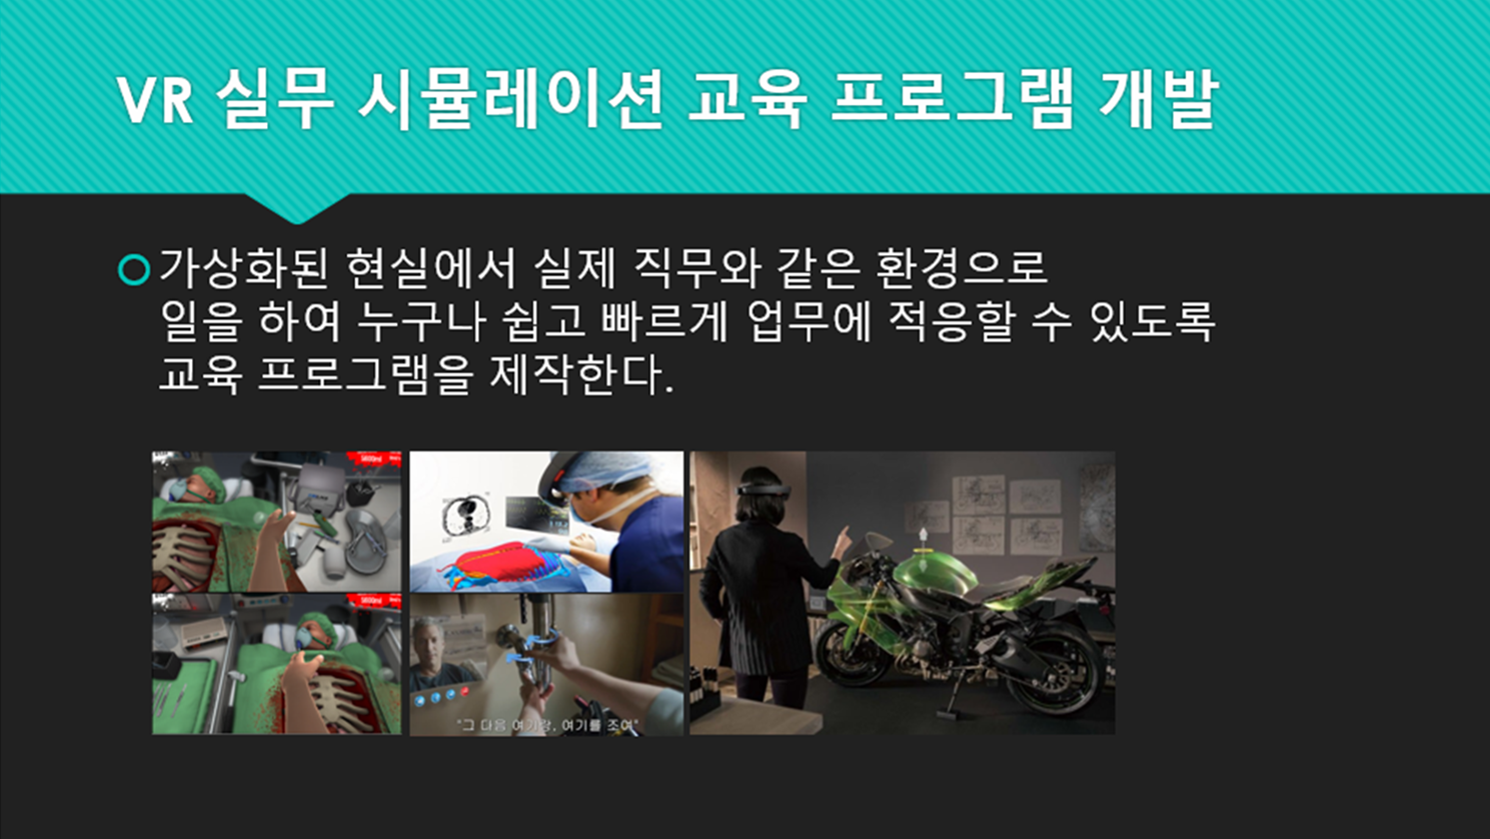 VR 실무 시뮬레이션 교육 프로그램 개발
가상화된 현실에서 실제 직무와 같은 환경으로
일을 하여 누구나 쉽고 빠르게 업무에 적응할 수 있도록
교육 프로그램을 제작한다.
"그 다음 여기랑, 여기를 조여"